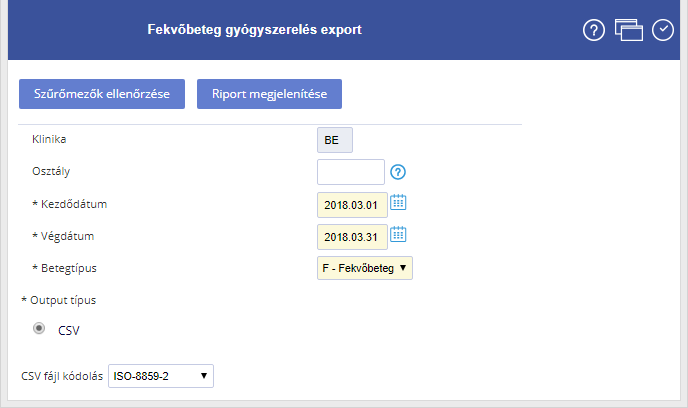 Fekvőbeteg gyógyszerelés export
Szűrőmezők ellenőrzése Riport megjelenítése
Klinika BE
Osztály
* Kezdődátum 2018.03.01
* Végdátum 2018.03.31
* Betegtípus F - Fekvőbeteg
* Output típus
CSV
CSV fájl kódolás ISO-8859-2